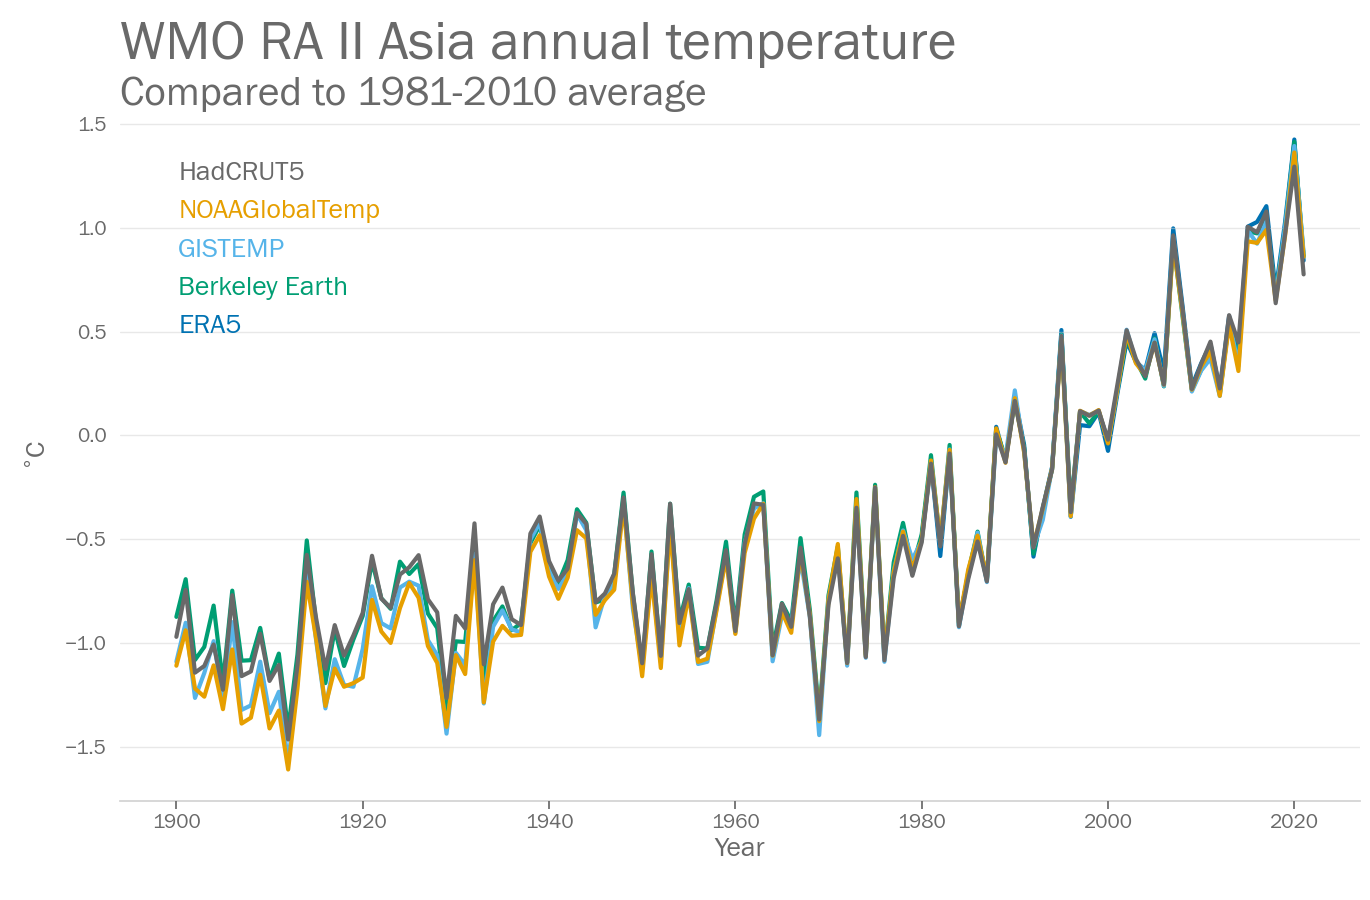 WMO RA II Asia annual temperature
Compared to 1981-2010 average
1.5
HadCRUT5
NOAAGlobalTemp
1.0
GISTEMP
Berkeley Earth
ERA5
0.5
0.0
°C
−0.5
−1.0
−1.5
1900 1920 1940 1960 1980 2000 2020
Year